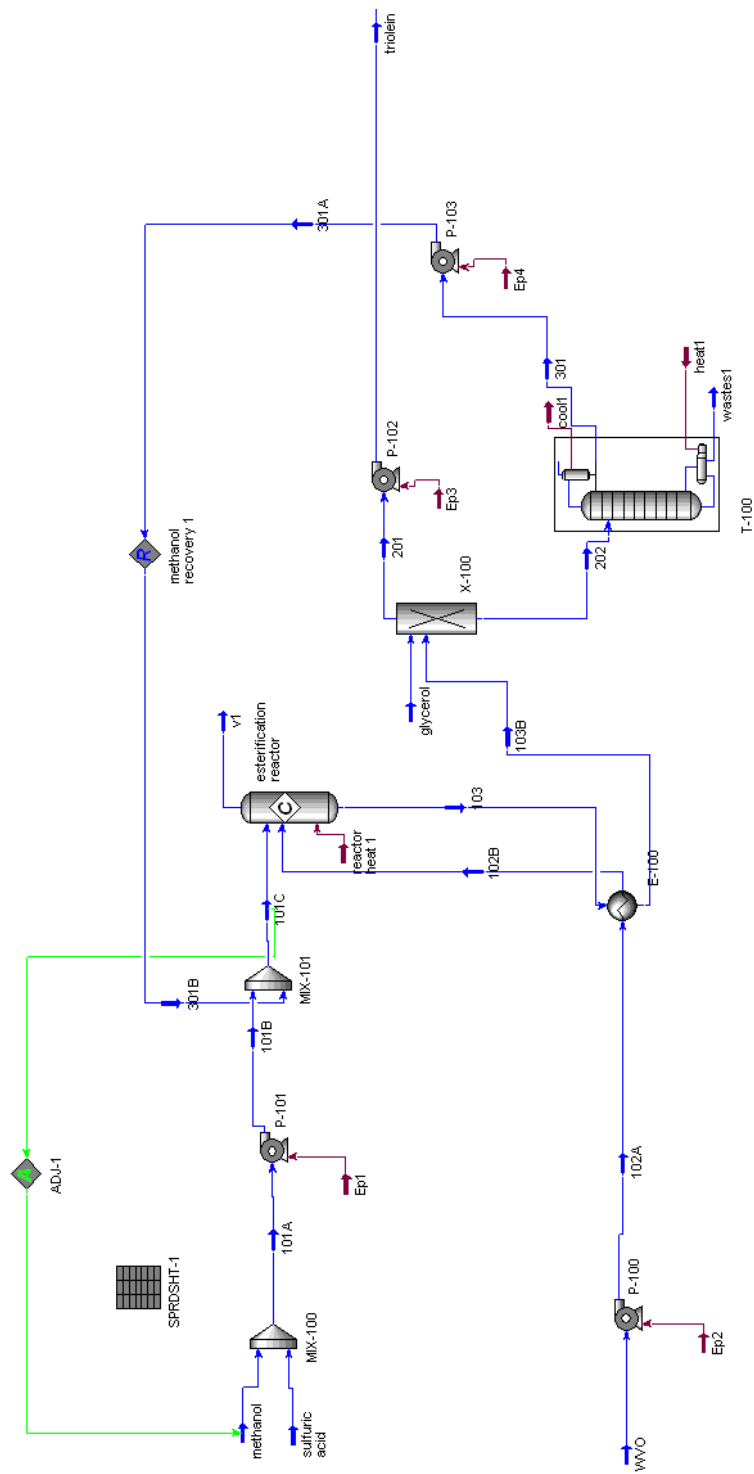 ADJ-1
SPRDSHT-1
methanol
sulfuric
acid
MIX-100
101A
P-101
Ep1
101B
301B
MIX-101
101C
methanol
recovery 1
R
A
301A
v1
esterification
reactor
C
reactor
heat 1
103
102B
E-100
103B
WVO
P-100
Ep2
102A
glycerol
X-100
201
202
P-102
Ep3
triolein
P-103
Ep4
301
cool1
heat1
wastes1
T-100